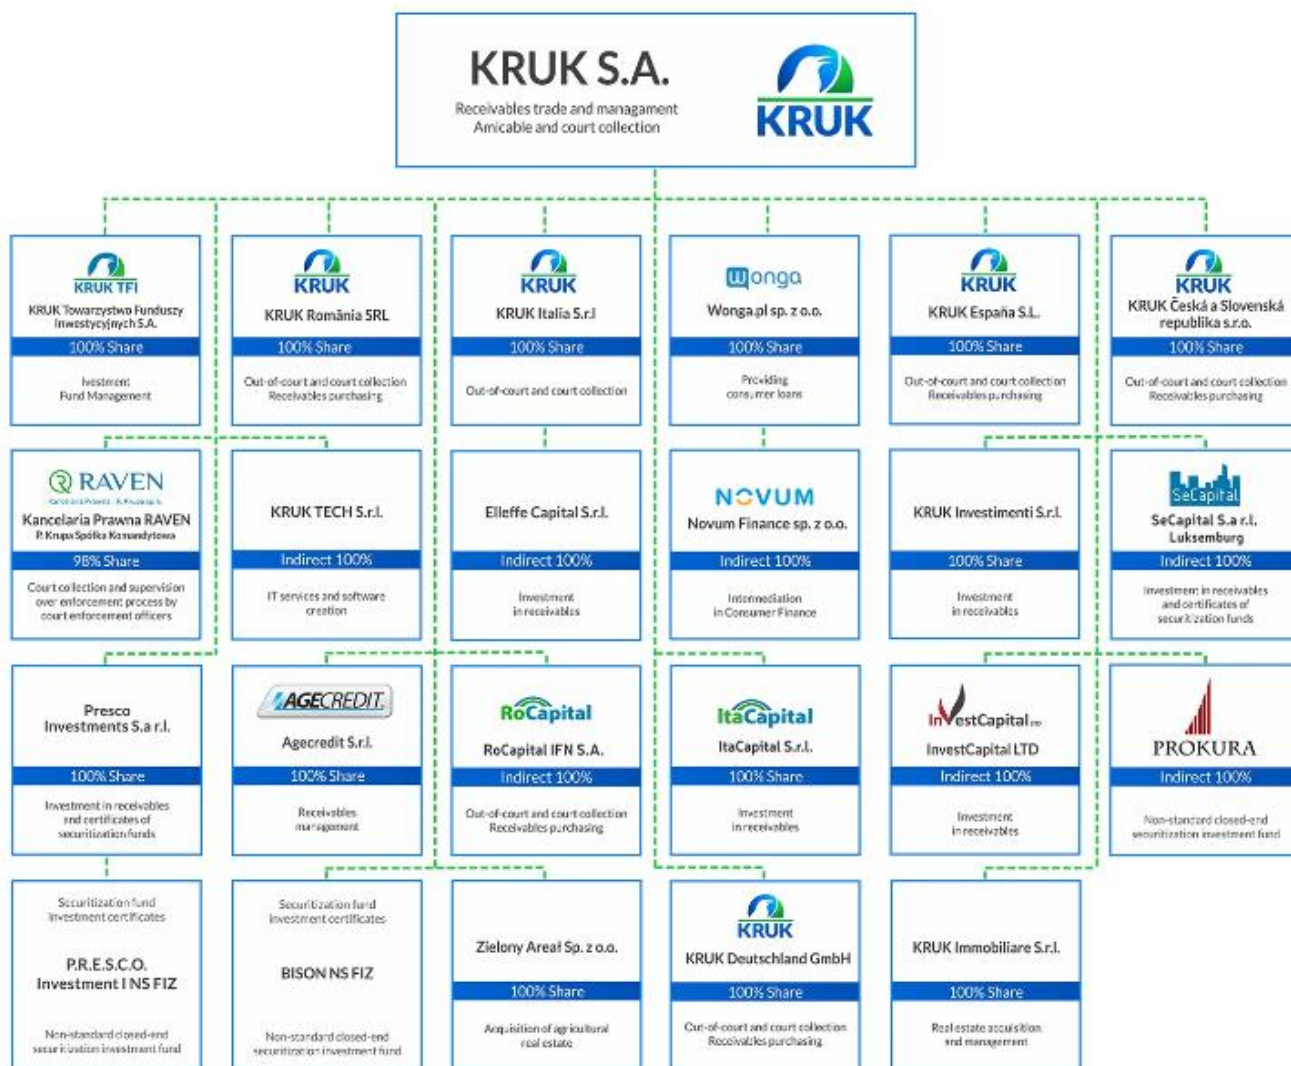 KRUK S.A.
Receivables trade and managament
Amicable and court collection
KRUK
KRUK TFI
KRUK Towarzystwo Funduszy
Inwestycyjnych S.A.
100% Share
Ivestment
Fund Management
KRUK
KRUK România SRL
100% Share
Out-of-court and court collection
Receivables purchasing
KRUK
KRUK Italia S.r.l
100% Share
Out-of-court and court collection
wonga
Wonga.pl sp. z o.o.
100% Share
Providing
consumer loans
KRUK
KRUK España S.L.
100% Share
Out-of-court and court collection
Receivables purchasing
KRUK
KRUK Česká a Slovenská
republika s.r.o.
100% Share
Out-of-court and court collection
Receivables purchasing
RAVEN
Kancelaria Prawna RAVEN
P. Krupa Spółka Komandytowa
98% Share
Court collection and supervision
over enforcement process by
court enforcement officers
KRUK TECH S.r.l.
Indirect 100%
IT services and software
creation
Elleffe Capital S.r.l.
Indirect 100%
Investment
in receivables
NOVUM
Novum Finance sp. z o.o.
Indirect 100%
Intermediation
in Consumer Finance
KRUK Investimenti S.r.l.
100% Share
Investment
in receivables
SeCapital
SeCapital S.a r.l.
Luksemburg
Indirect 100%
Investment in receivables
and certificates of
securitization funds
Presco
Investments S.a r.l.
100% Share
Investment in receivables
and certificates of
securitization funds
AGECREDIT
Agecredit S.r.l.
100% Share
Receivables
management
RoCapital
RoCapital IFN S.A.
Indirect 100%
Out-of-court and court collection
Receivables purchasing
ItaCapital
ItaCapital S.r.l.
100% Share
Investment
in receivables
InVestCapital LTD
InvestCapital LTD
Indirect 100%
Investment
in receivables
PROKURA
Indirect 100%
Non-standard closed-end
securitization investment fund
Securitization fund
investment certificates
P.R.E.S.C.O.
Investment I NS FIZ
Non-standard closed-end
securitization investment fund
Securitization fund
investment certificates
BISON NS FIZ
Non-standard closed-end
securitization investment fund
Zielony Areał Sp. z o.o.
100% Share
Acquisition of agricultural
real estate
KRUK
KRUK Deutschland GmbH
100% Share
Out-of-court and court collection
Receivables purchasing
KRUK Immobiliare S.r.l.
100% Share
Real estate acquisition
and management